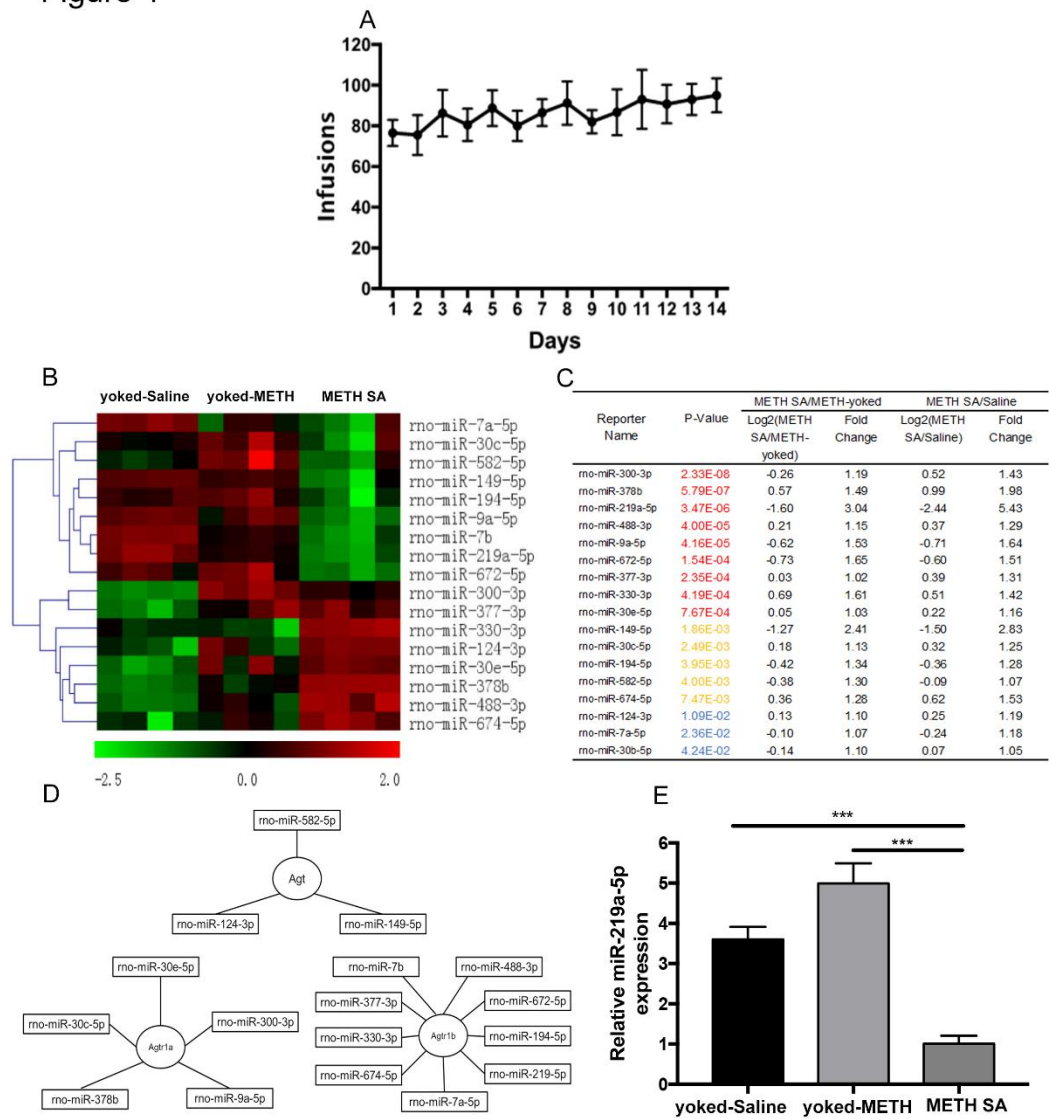 A
120
100
80
60
40
20
0
Infusions
1 2 3 4 5 6 7 8 9 10 11 12 13 14
Days
B
yoked-Saline yoked-METH METH SA
rno-miR-7a-5p
rno-miR-30c-5p
rno-miR-582-5p
rno-miR-149-5p
rno-miR-194-5p
rno-miR-9a-5p
rno-miR-7b
rno-miR-219a-5p
rno-miR-672-5p
rno-miR-300-3p
rno-miR-377-3p
rno-miR-330-3p
rno-miR-124-3p
rno-miR-30e-5p
rno-miR-378b
rno-miR-488-3p
rno-miR-674-5p
-2.5 0.0 2.0
C
METH SA/METH-yoked METH SA/Saline
Reporter Name P-Value Log2(METH SA/METH-yoked) Fold Change Log2(METH SA/Saline) Fold Change
rno-miR-300-3p 2.33E-08 -0.26 1.19 0.52 1.43
rno-miR-378b 5.79E-07 0.57 1.49 0.99 1.98
rno-miR-219a-5p 3.47E-06 -1.60 3.04 -2.44 5.43
rno-miR-488-3p 4.00E-05 0.21 1.15 0.37 1.29
rno-miR-9a-5p 4.16E-05 -0.62 1.53 -0.71 1.64
rno-miR-672-5p 1.54E-04 -0.73 1.65 -0.60 1.51
rno-miR-377-3p 2.35E-04 0.03 1.02 0.39 1.31
rno-miR-330-3p 4.19E-04 0.69 1.61 0.51 1.42
rno-miR-30e-5p 7.67E-04 0.05 1.03 0.22 1.16
rno-miR-149-5p 1.86E-03 -1.27 2.41 -1.50 2.83
rno-miR-30c-5p 2.49E-03 0.18 1.13 0.32 1.25
rno-miR-194-5p 3.95E-03 -0.42 1.34 -0.36 1.28
rno-miR-582-5p 4.00E-03 -0.38 1.30 -0.09 1.07
rno-miR-674-5p 7.47E-03 0.36 1.28 0.62 1.53
rno-miR-124-3p 1.09E-02 0.13 1.10 0.25 1.19
rno-miR-7a-5p 2.36E-02 -0.10 1.07 -0.24 1.18
rno-miR-30b-5p 4.24E-02 -0.14 1.10 0.07 1.05
D
rno-miR-582-5p
Agt
rno-miR-124-3p rno-miR-149-5p
rno-miR-30e-5p
rno-miR-30c-5p rno-miR-300-3p
Agtr1a
rno-miR-378b rno-miR-9a-5p
rno-miR-7b rno-miR-488-3p
rno-miR-377-3p rno-miR-672-5p
rno-miR-330-3p Agtr1b rno-miR-194-5p
rno-miR-674-5p rno-miR-219-5p
rno-miR-7a-5p
E
***
***
6
5
4
3
2
1
0
Relative miR-219a-5p
expression
yoked-Saline yoked-METH METH SA